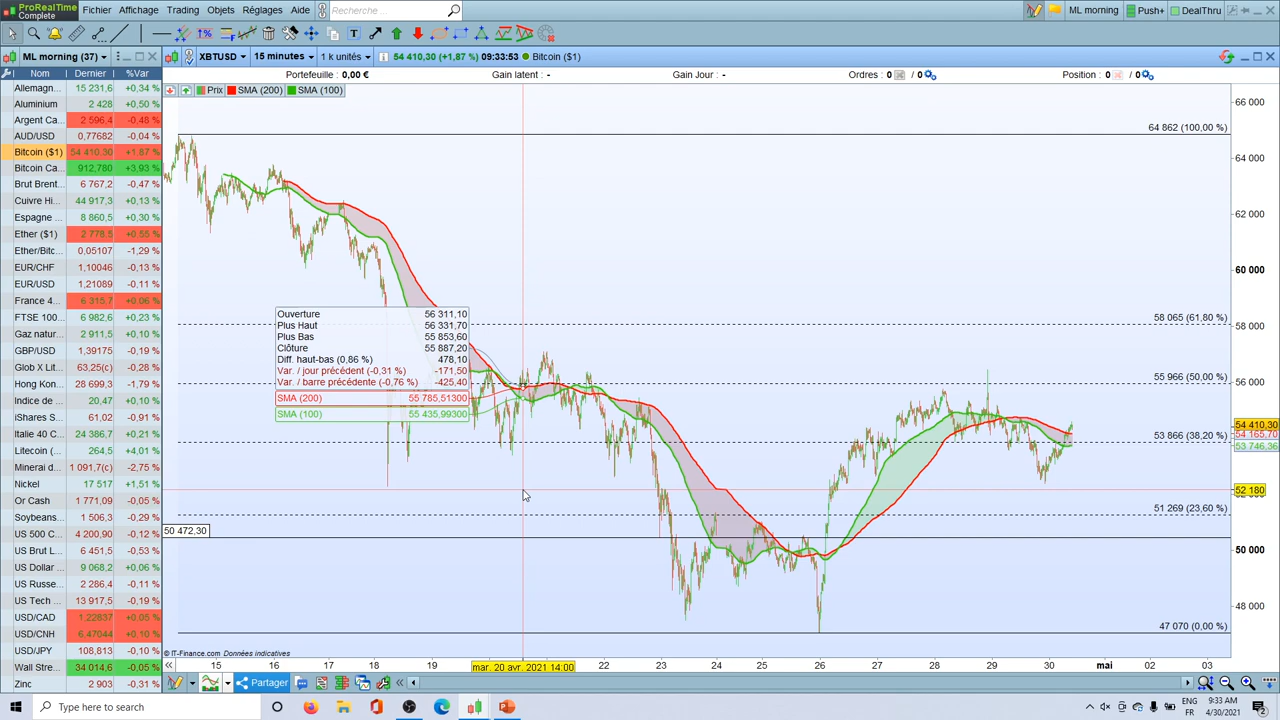 ProRealTime
Complete
Fichier Affichage Trading Objets Réglages Aide Recherche ML morning Push+ DealThru
ML morning (37) XBTUSD 15 minutes 1k unités 54 410,30 (+1,87 %) 09:33:53 Bitcoin ($1)
Portefeuille : 0,00 € Gain latent : - Gain Jour : - Ordres : 0 / 0 Position : 0 / 0
Nom Dernier %Var
Prix SMA (200) SMA (100)
Allemagn... 15 231,6 +0,34 %
Aluminium 2 428 +0,50 %
Argent Ca... 2 596,4 -0,48 %
AUD/USD 0,77682 -0,04 %
Bitcoin ($1) 54 410,30 +1,87 %
Bitcoin Ca... 912,780 +3,93 %
Brut Brent... 6 767,2 -0,47 %
Cuivre Hi... 44 917,3 +0,13 %
Espagne ... 8 860,5 +0,30 %
Ether ($1) 2 778,5 +0,55 %
Ether/Bitc... 0,05107 -1,29 %
EUR/CHF 1,10046 -0,13 %
EUR/USD 1,21089 -0,11 %
France 4... 6 315,7 +0,06 %
FTSE 100... 6 982,6 +0,23 %
Gaz natur... 2 911,5 +0,10 %
GBP/USD 1,39175 -0,19 %
Glob X Lit... 63,25(c) -0,28 %
Hong Kon... 28 699,3 -1,79 %
Indice de ... 20,47 +0,10 %
iShares S... 61,02 -0,91 %
Italie 40 C... 24 386,7 +0,21 %
Litecoin (... 264,5 +4,01 %
Minerai d... 1 091,7(c) -2,75 %
Nickel 17 517 +1,51 %
Or Cash 1 771,09 -0,05 %
Soybeans... 1 506,3 -0,29 %
US 500 C... 4 200,90 -0,12 %
US Brut L... 6 451,5 -0,53 %
US Dollar ... 9 068,2 +0,06 %
US Russe... 2 286,4 -0,11 %
US Tech ... 13 917,5 -0,19 %
USD/CAD 1,22837 +0,05 %
USD/CNH 6,47044 +0,10 %
USD/JPY 108,813 -0,10 %
Wall Stre... 34 014,6 -0,05 %
Zinc 2 903 -0,31 %
Ouverture 56 311,10
Plus Haut 56 331,70
Plus Bas 55 853,60
Clôture 55 887,20
Diff. haut-bas (0,86 %) 478,10
Var. / jour précédent (-0,31 %) -171,50
Var. / barre précédente (-0,76 %) -425,40
SMA (200) 55 785,51300
SMA (100) 55 435,99300
64 862 (100,00 %)
58 065 (61,80 %)
55 966 (50,00 %)
53 866 (38,20 %)
51 269 (23,60 %)
47 070 (0,00 %)
50 472,30
66 000
64 000
62 000
60 000
58 000
56 000
54 410,30
54 165,70
53 746,36
52 180
50 000
48 000
© IT-Finance.com Données indicatives
15 16 17 18 19 mar. 20 avr. 2021 14:00 22 23 24 25 26 27 28 29 30 mai 02 03
Partager
Type here to search
ENG 9:33 AM
FR 4/30/2021
2